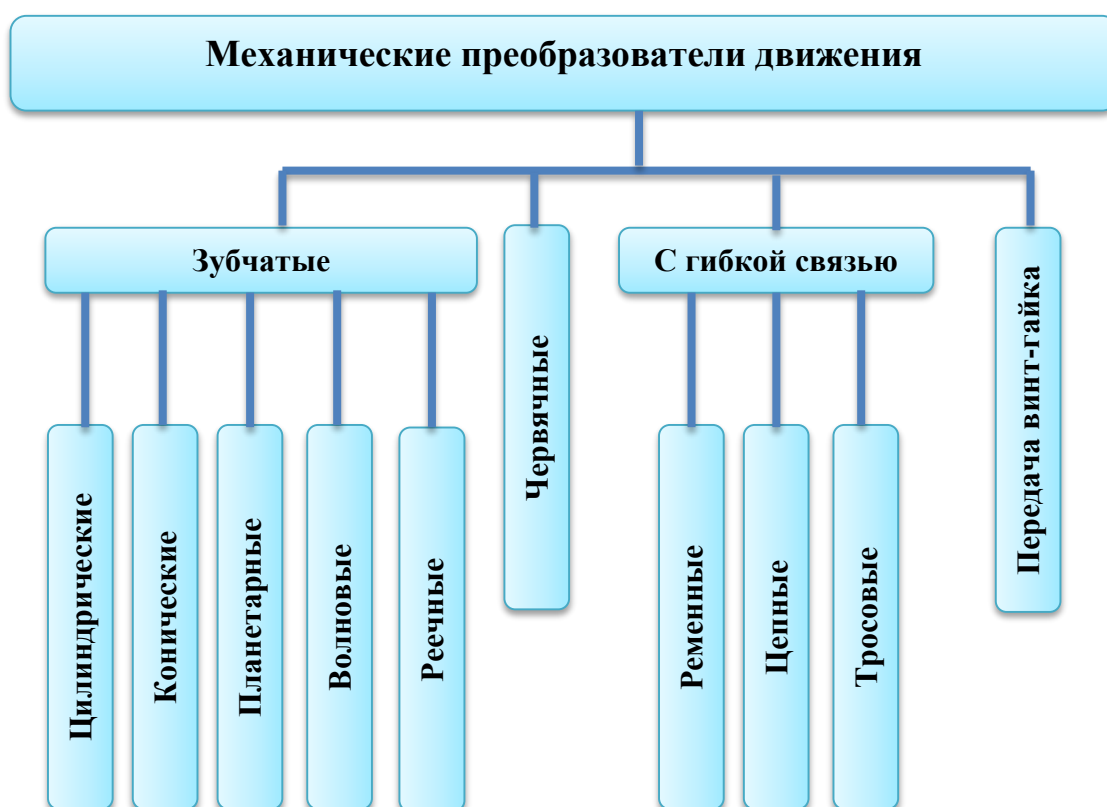 Механические преобразователи движения
Зубчатые
Червячные
С гибкой связью
Передача винт-гайка
Цилиндрические
Конические
Планетарные
Волновые
Реечные
Ременные
Цепные
Тросовые